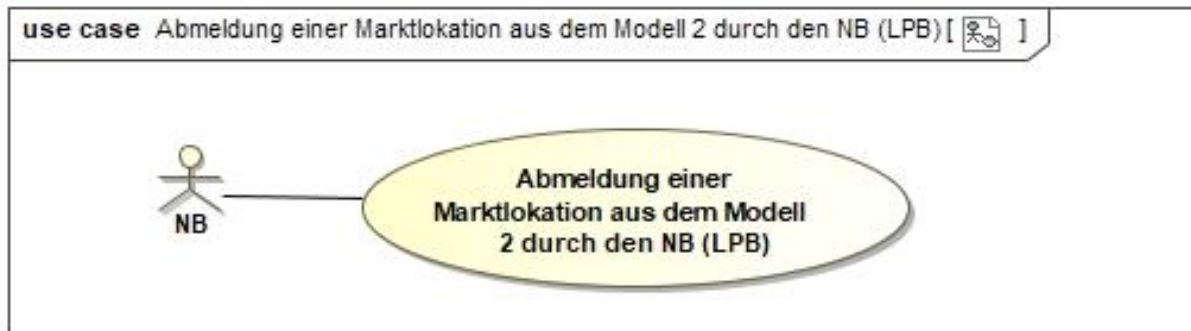 use case Abmeldung einer Marktlokation aus dem Modell 2 durch den NB (LPB) [ ]
Abmeldung einer
Marktlokation aus dem Modell
2 durch den NB (LPB)
NB